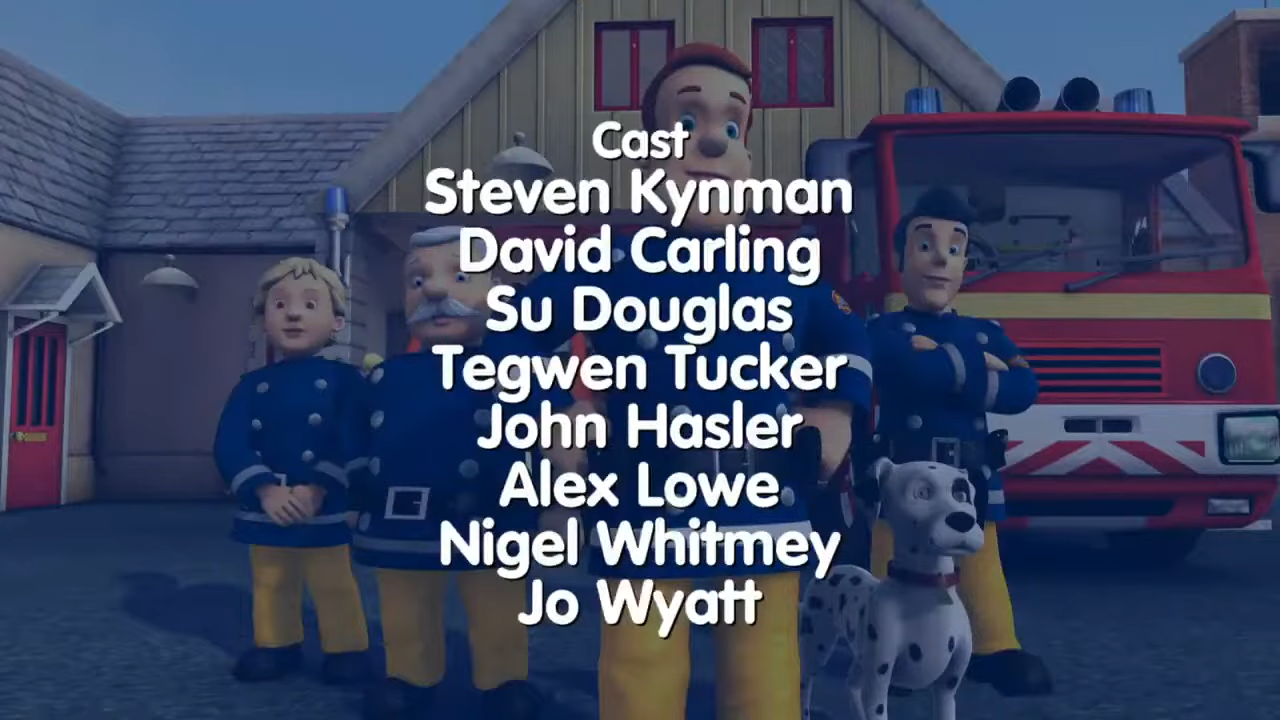 Cast
Steven Kynman
David Carling
Su Douglas
Tegwen Tucker
John Hasler
Alex Lowe
Nigel Whitmey
Jo Wyatt